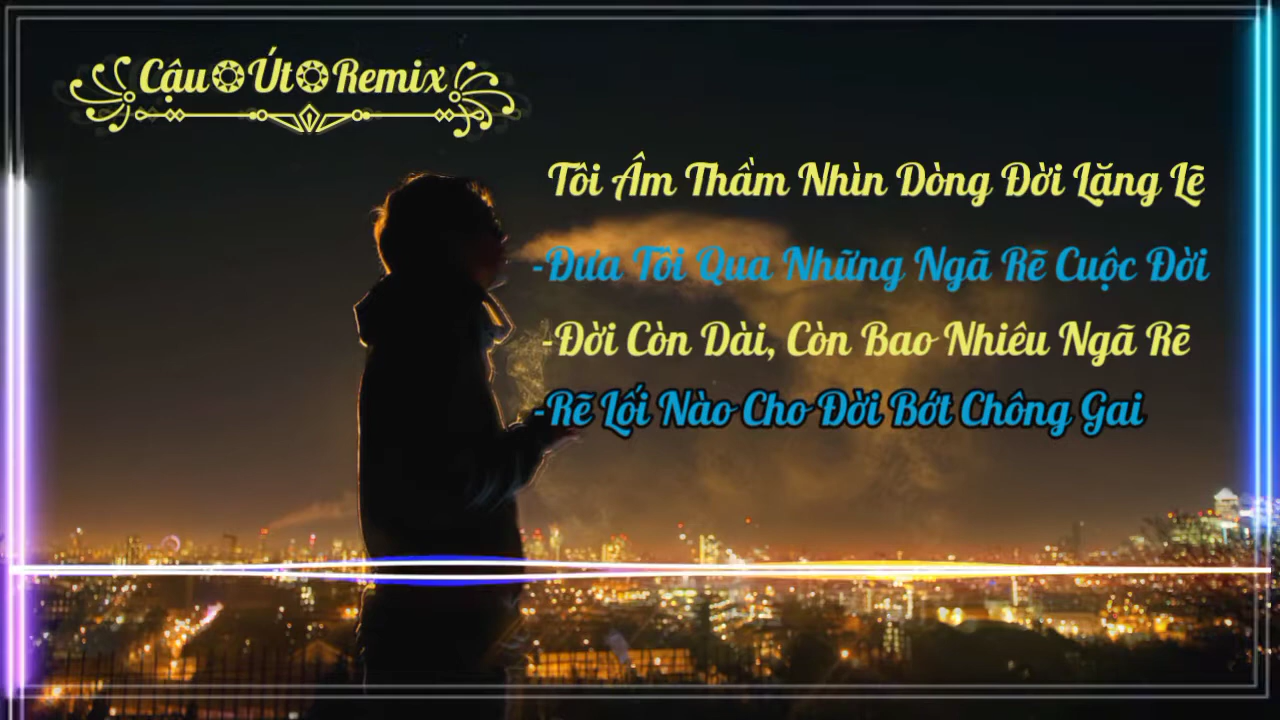 Cậu❂Út❂Remix
Tôi Âm Thầm Nhìn Dòng Đời Lặng Lẽ
-Đưa Tôi Qua Những Ngã Rẽ Cuộc Đời
-Đời Còn Dài, Còn Bao Nhiêu Ngã Rẽ
-Rẽ Lối Nào Cho Đời Bớt Chông Gai